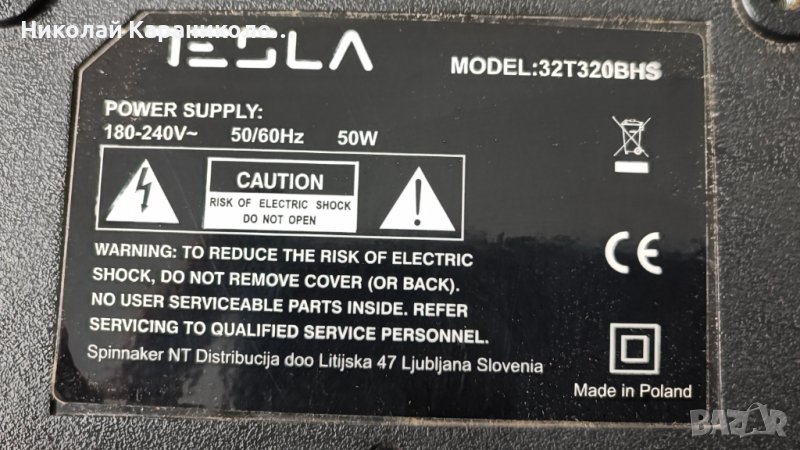 Николай Караниколо...
TESLA
MODEL:32T320BHS
POWER SUPPLY:
180-240V~ 50/60Hz 50W
CAUTION
RISK OF ELECTRIC SHOCK
DO NOT OPEN
WARNING: TO REDUCE THE RISK OF ELECTRIC
SHOCK, DO NOT REMOVE COVER (OR BACK).
NO USER SERVICEABLE PARTS INSIDE. REFER
SERVICING TO QUALIFIED SERVICE PERSONNEL.
Spinnaker NT Distribucija doo Litijska 47 Ljubljana Slovenia
CE
Made in Poland
BAZAR